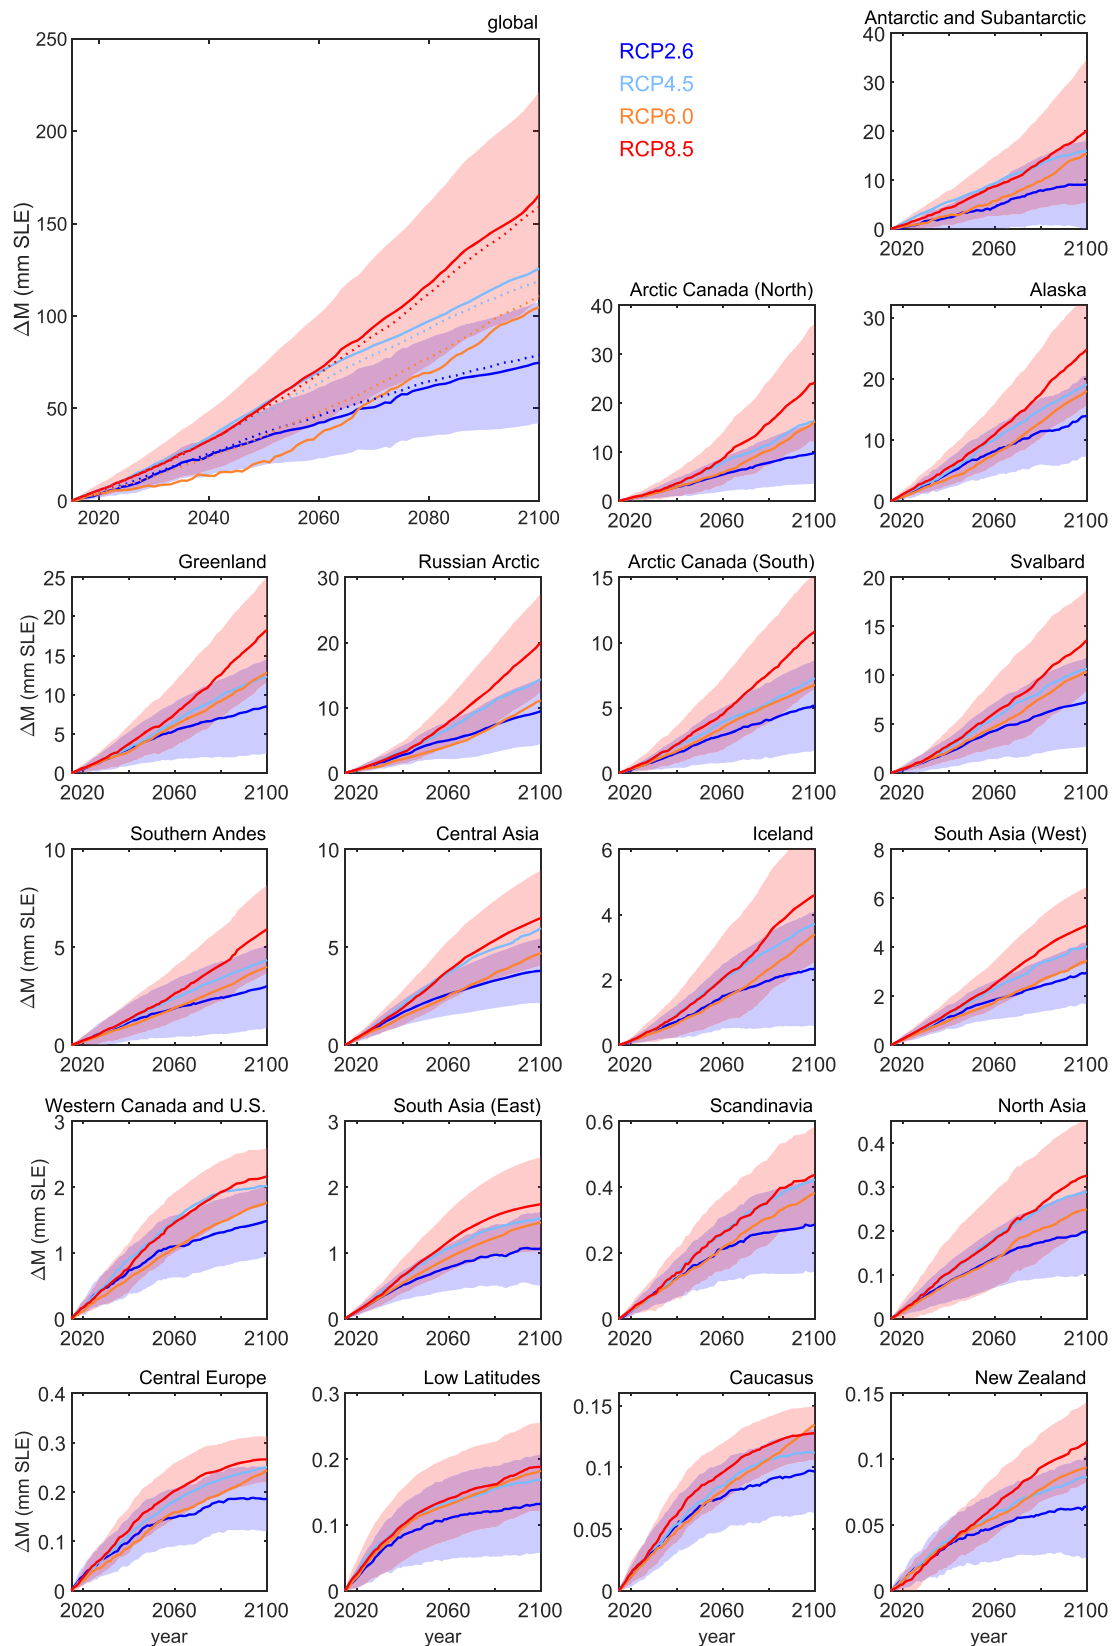 global
250
200
150
100
50
0
ΔM (mm SLE)
2020 2040 2060 2080 2100
RCP2.6
RCP4.5
RCP6.0
RCP8.5
Antarctic and Subantarctic
40
30
20
10
0
2020 2060 2100
Arctic Canada (North)
40
30
20
10
0
2020 2060 2100
Alaska
30
20
10
0
2020 2060 2100
Greenland
25
20
15
10
5
0
ΔM (mm SLE)
2020 2060 2100
Russian Arctic
30
20
10
0
2020 2060 2100
Arctic Canada (South)
15
10
5
0
2020 2060 2100
Svalbard
20
15
10
5
0
2020 2060 2100
Southern Andes
10
5
0
ΔM (mm SLE)
2020 2060 2100
Central Asia
10
5
0
2020 2060 2100
Iceland
6
4
2
0
2020 2060 2100
South Asia (West)
8
6
4
2
0
2020 2060 2100
Western Canada and U.S.
3
2
1
0
ΔM (mm SLE)
2020 2060 2100
South Asia (East)
3
2
1
0
2020 2060 2100
Scandinavia
0.6
0.4
0.2
0
2020 2060 2100
North Asia
0.4
0.3
0.2
0.1
0
2020 2060 2100
Central Europe
0.4
0.3
0.2
0.1
0
ΔM (mm SLE)
2020 2060 2100
year
Low Latitudes
0.3
0.2
0.1
0
2020 2060 2100
year
Caucasus
0.15
0.1
0.05
0
2020 2060 2100
year
New Zealand
0.15
0.1
0.05
0
2020 2060 2100
year